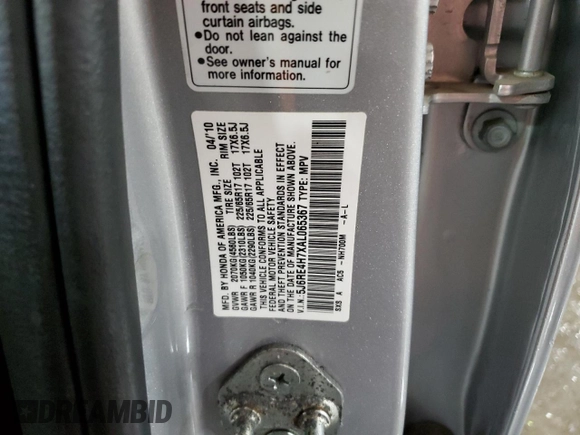 front seats and side
curtain airbags.
●Do not lean against the
door.
●See owner's manual for
more information.
MFD. BY HONDA OF AMERICA MFG., INC. 04/'10
TIRE SIZE RIM SIZE
GVWR 2070KG(4560LBS)
GAWR F 1050KG(2310LBS) 225/65R17 102T 17X6.5J
GAWR R 1040KG(2290LBS) 225/65R17 102T 17X6.5J
THIS VEHICLE CONFORMS TO ALL APPLICABLE
FEDERAL MOTOR VEHICLE SAFETY
AND THEFT PREVENTION STANDARDS IN EFFECT
ON THE DATE OF MANUFACTURE SHOWN ABOVE.
V.I.N.:5J6RE4H7XAL065367 TYPE: MPV
SXS A AC5 -NH700M -A-L
DREAMBID